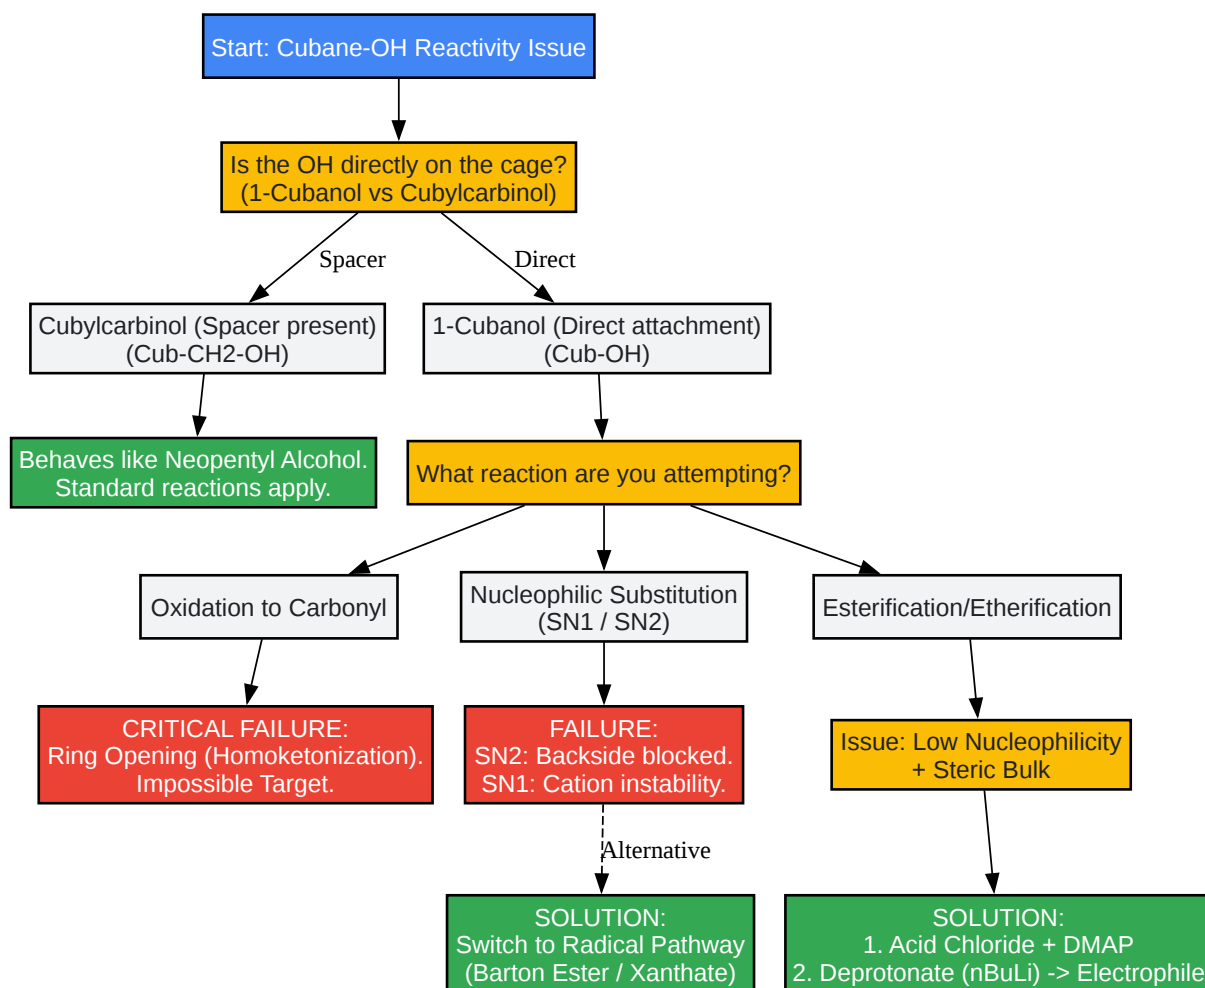 Start: Cubane-OH Reactivity Issue
Is the OH directly on the cage?
(1-Cubanol vs Cubylcarbinol)
Spacer
Direct
Cubylcarbinol (Spacer present)
(Cub-CH2-OH)
1-Cubanol (Direct attachment)
(Cub-OH)
Behaves like Neopentyl Alcohol.
Standard reactions apply.
What reaction are you attempting?
Oxidation to Carbonyl
Nucleophilic Substitution
(SN1 / SN2)
Esterification/Etherification
CRITICAL FAILURE:
Ring Opening (Homoketonization).
Impossible Target.
FAILURE:
SN2: Backside blocked.
SN1: Cation instability.
Issue: Low Nucleophilicity
+ Steric Bulk
Alternative
SOLUTION:
Switch to Radical Pathway
(Barton Ester / Xanthate)
SOLUTION:
1. Acid Chloride + DMAP
2. Deprotonate (nBuLi) -> Electrophile